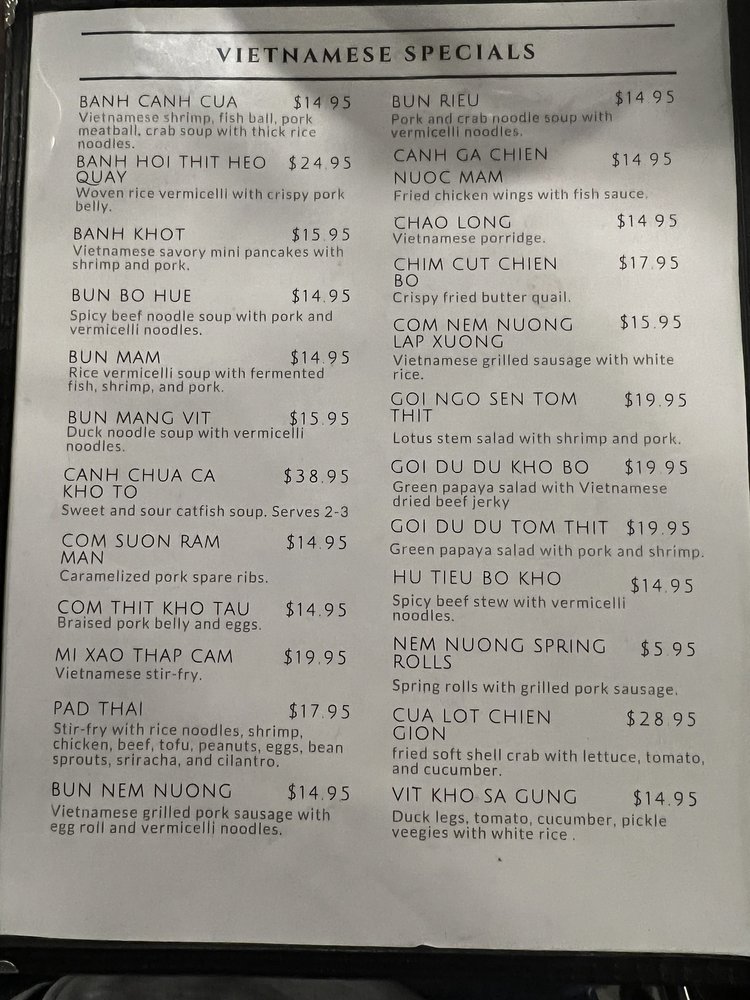 VIETNAMESE SPECIALS
BANH CANH CUA $14.95
Vietnamese shrimp, fish ball, pork
meatball, crab soup with thick rice
noodles.
BANH HOI THIT HEO $24.95
QUAY
Woven rice vermicelli with crispy pork
belly.
BANH KHOT $15.95
Vietnamese savory mini pancakes with
shrimp and pork.
BUN BO HUE $14.95
Spicy beef noodle soup with pork and
vermicelli noodles.
BUN MAM $14.95
Rice vermicelli soup with fermented
fish, shrimp, and pork.
BUN MANG VIT $15.95
Duck noodle soup with vermicelli
noodles.
CANH CHUA CA $38.95
KHO TO
Sweet and sour catfish soup. Serves 2-3
COM SUON RAM $14.95
MAN
Caramelized pork spare ribs.
COM THIT KHO TAU $14.95
Braised pork belly and eggs.
MI XAO THAP CAM $19.95
Vietnamese stir-fry.
PAD THAI $17.95
Stir-fry with rice noodles, shrimp,
chicken, beef, tofu, peanuts, eggs, bean
sprouts, sriracha, and cilantro.
BUN NEM NUONG $14.95
Vietnamese grilled pork sausage with
egg roll and vermicelli noodles.
BUN RIEU $14.95
Pork and crab noodle soup with
vermicelli noodles.
CANH GA CHIEN $14.95
NUOC MAM
Fried chicken wings with fish sauce.
CHAO LONG $14.95
Vietnamese porridge.
CHIM CUT CHIEN $17.95
BO
Crispy fried butter quail.
COM NEM NUONG $15.95
LAP XUONG
Vietnamese grilled sausage with white
rice.
GOI NGO SEN TOM $19.95
THIT
Lotus stem salad with shrimp and pork.
GOI DU DU KHO BO $19.95
Green papaya salad with Vietnamese
dried beef jerky
GOI DU DU TOM THIT $19.95
Green papaya salad with pork and shrimp.
HU TIEU BO KHO $14.95
Spicy beef stew with vermicelli
noodles.
NEM NUONG SPRING $5.95
ROLLS
Spring rolls with grilled pork sausage.
CUA LOT CHIEN $28.95
GION
fried soft shell crab with lettuce, tomato,
and cucumber.
VIT KHO SA GUNG $14.95
Duck legs, tomato, cucumber, pickle
veegies with white rice .